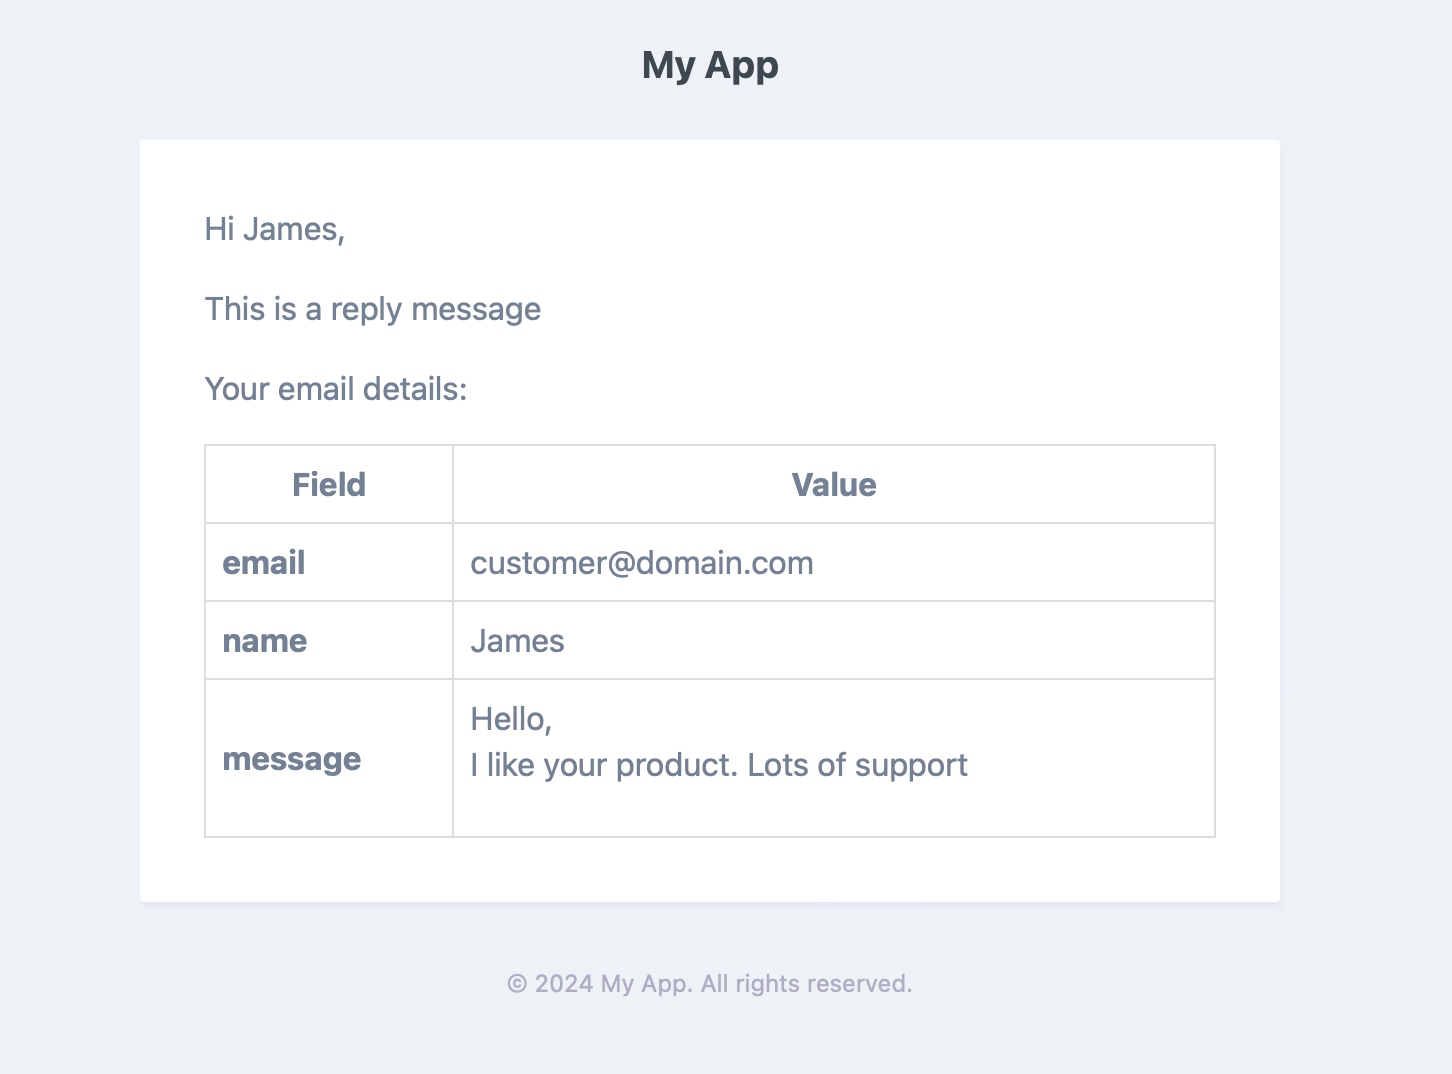 My App
Hi James,
This is a reply message
Your email details:
Field Value
email customer@domain.com
name James
message Hello,
I like your product. Lots of support
© 2024 My App. All rights reserved.